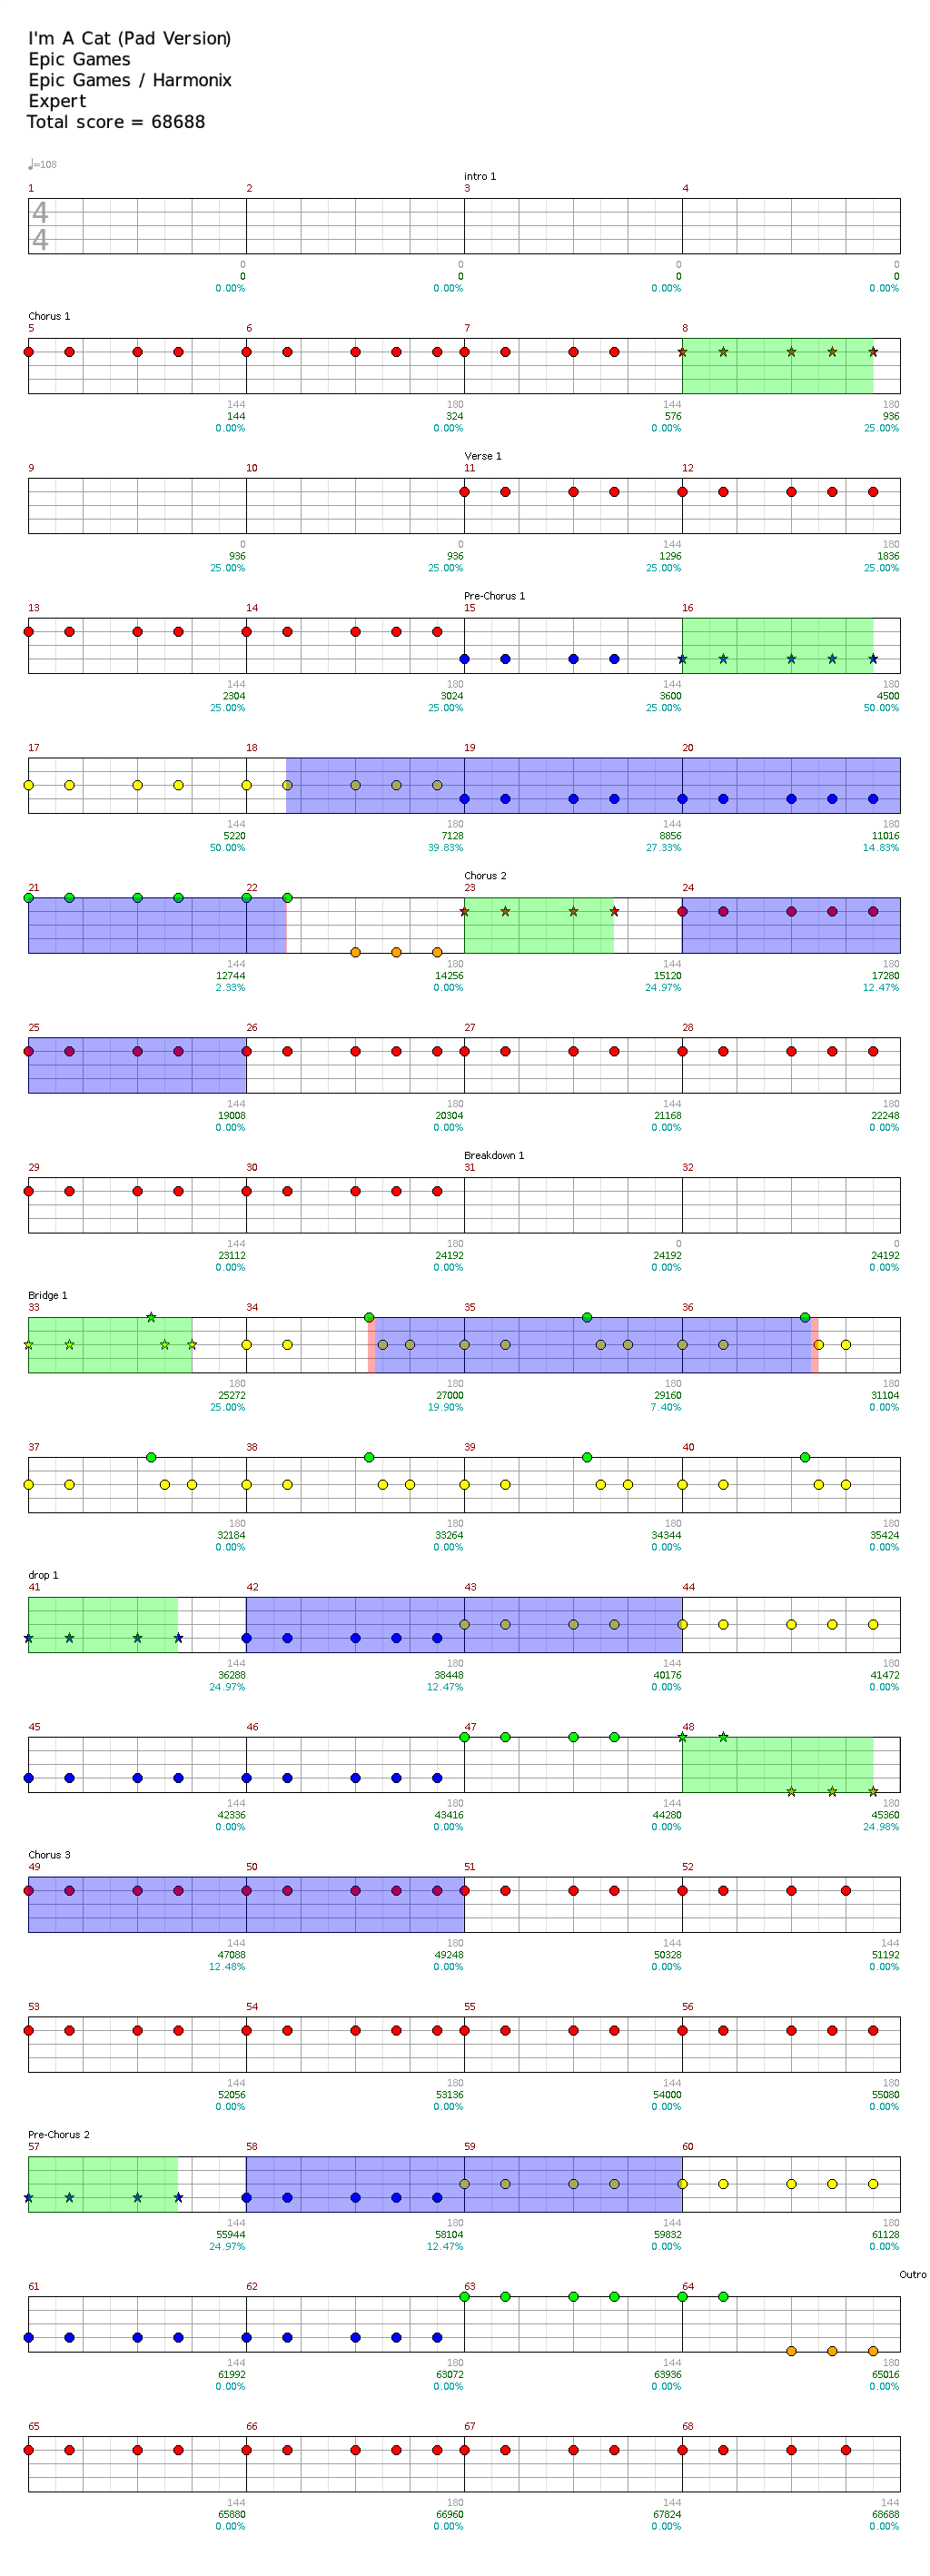 I'm A Cat (Pad Version)
Epic Games
Epic Games / Harmonix
Expert
Total score = 68688
♩=108
intro 1
1 2 3 4
4
4
0 0 0 0
0 0 0 0
0.00% 0.00% 0.00% 0.00%
Chorus 1
5 6 7 8
144 180 144 180
144 324 576 936
0.00% 0.00% 0.00% 25.00%
Verse 1
9 10 11 12
0 0 144 180
936 936 1296 1836
25.00% 25.00% 25.00% 25.00%
Pre-Chorus 1
13 14 15 16
144 180 144 180
2304 3024 3600 4500
25.00% 25.00% 25.00% 50.00%
17 18 19 20
144 180 144 180
5220 7128 8856 11016
50.00% 39.83% 27.33% 14.83%
Chorus 2
21 22 23 24
144 180 144 180
12744 14256 15120 17280
2.33% 0.00% 24.97% 12.47%
25 26 27 28
144 180 144 180
19008 20304 21168 22248
0.00% 0.00% 0.00% 0.00%
Breakdown 1
29 30 31 32
144 180 0 0
23112 24192 24192 24192
0.00% 0.00% 0.00% 0.00%
Bridge 1
33 34 35 36
180 180 180 180
25272 27000 29160 31104
25.00% 19.90% 7.40% 0.00%
37 38 39 40
180 180 180 180
32184 33264 34344 35424
0.00% 0.00% 0.00% 0.00%
drop 1
41 42 43 44
144 180 144 180
36288 38448 40176 41472
24.97% 12.47% 0.00% 0.00%
45 46 47 48
144 180 144 180
42336 43416 44280 45360
0.00% 0.00% 0.00% 24.98%
Chorus 3
49 50 51 52
144 180 144 144
47088 49248 50328 51192
12.48% 0.00% 0.00% 0.00%
53 54 55 56
144 180 144 180
52056 53136 54000 55080
0.00% 0.00% 0.00% 0.00%
Pre-Chorus 2
57 58 59 60
144 180 144 180
55944 58104 59832 61128
24.97% 12.47% 0.00% 0.00%
Outro
61 62 63 64
144 180 144 180
61992 63072 63936 65016
0.00% 0.00% 0.00% 0.00%
65 66 67 68
144 180 144 144
65880 66960 67824 68688
0.00% 0.00% 0.00% 0.00%